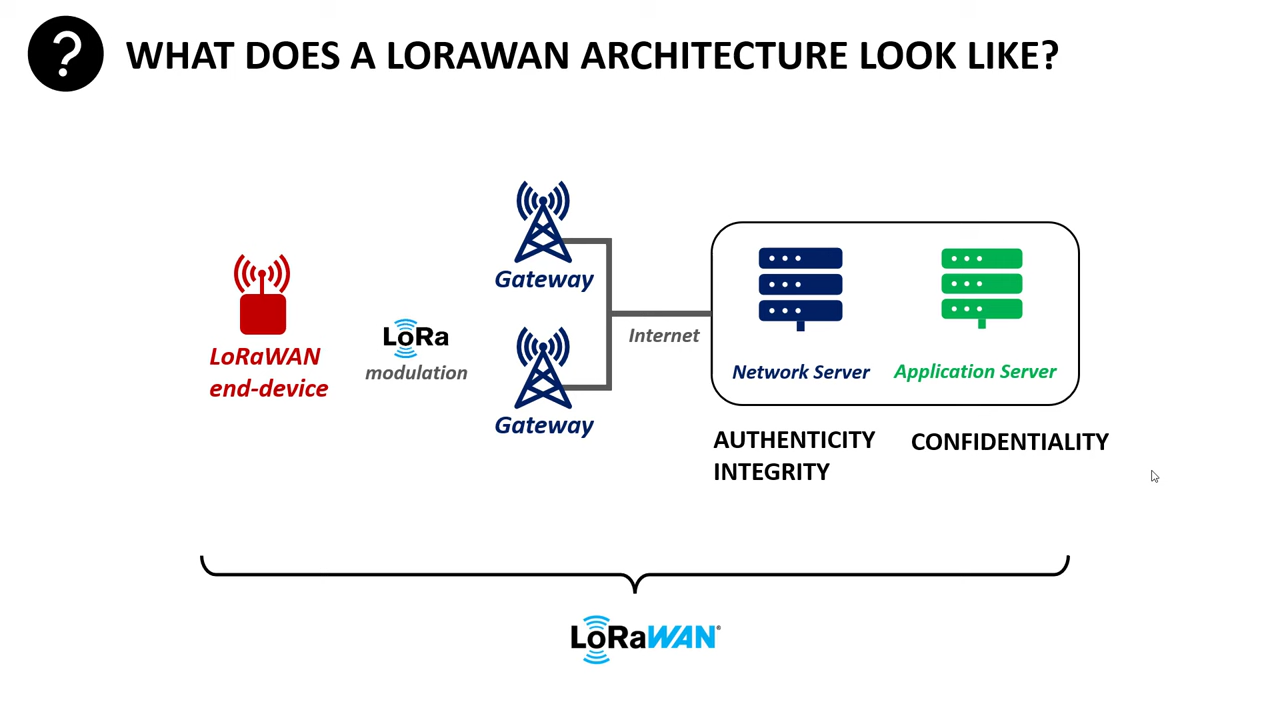 ?
WHAT DOES A LORAWAN ARCHITECTURE LOOK LIKE?
Gateway
LoRaWAN
end-device
LoRa
modulation
Gateway
Internet
Network Server
Application Server
AUTHENTICITY
INTEGRITY
CONFIDENTIALITY
LoRaWAN®